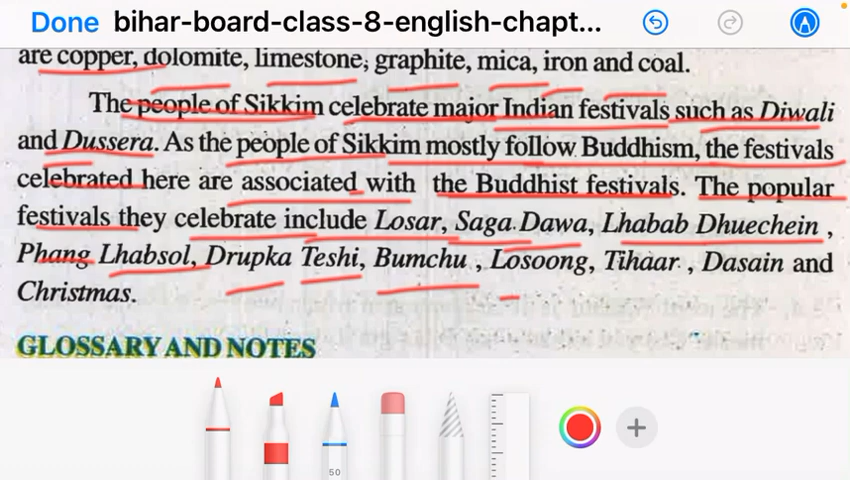 Done bihar-board-class-8-english-chapt...
are copper, dolomite, limestone, graphite, mica, iron and coal.
The people of Sikkim celebrate major Indian festivals such as Diwali
and Dussera. As the people of Sikkim mostly follow Buddhism, the festivals
celebrated here are associated with the Buddhist festivals. The popular
festivals they celebrate include Losar, Saga Dawa, Lhabab Dhuechein ,
Phang Lhabsol, Drupka Teshi, Bumchu , Losoong, Tihaar , Dasain and
Christmas.
GLOSSARY AND NOTES
50